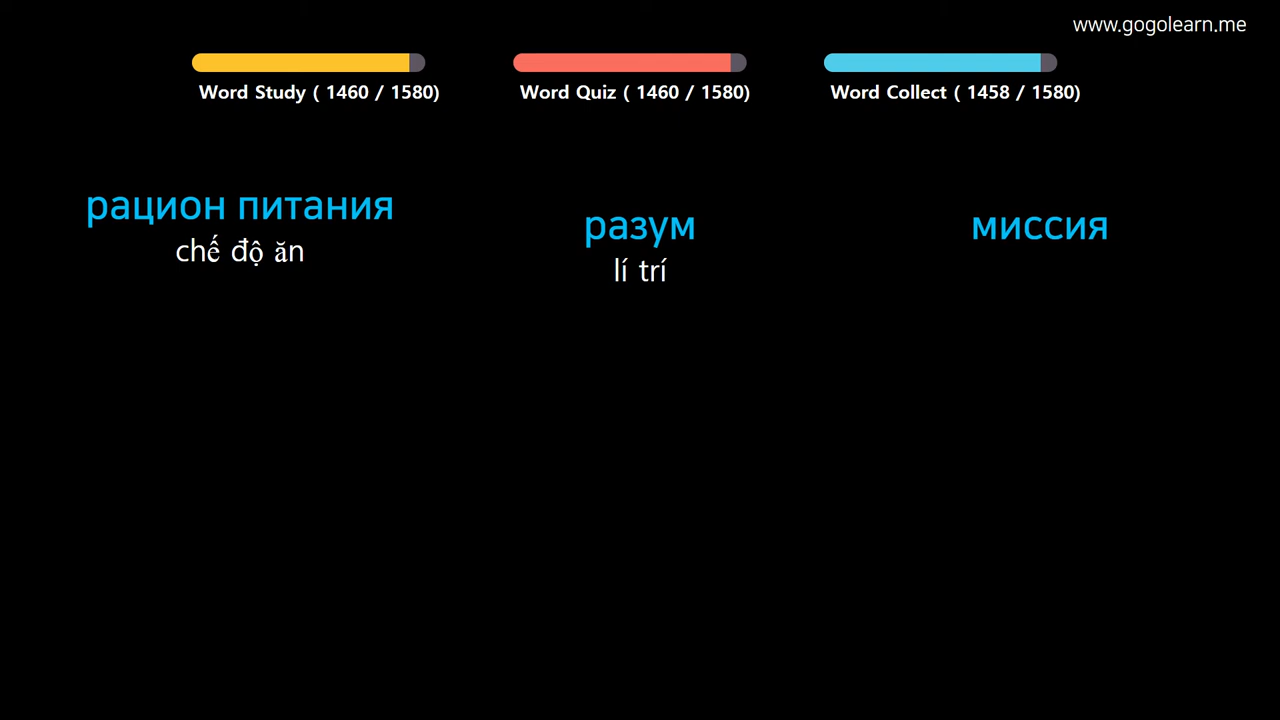 www.gogolearn.me
Word Study ( 1460 / 1580)
Word Quiz ( 1460 / 1580)
Word Collect ( 1458 / 1580)
рацион питания
chế độ ăn
разум
lí trí
миссия